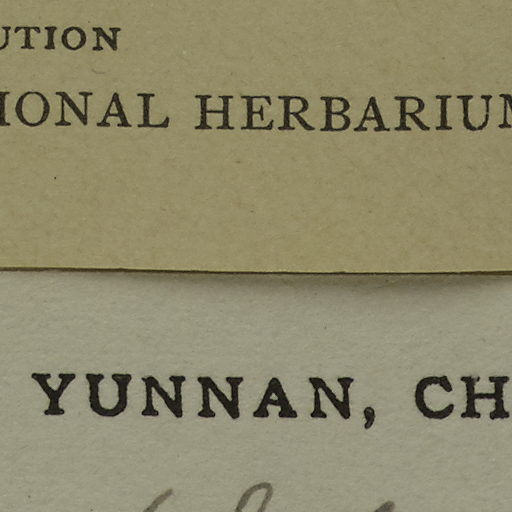 UTION
IONAL HERBARIUM
YUNNAN, CH